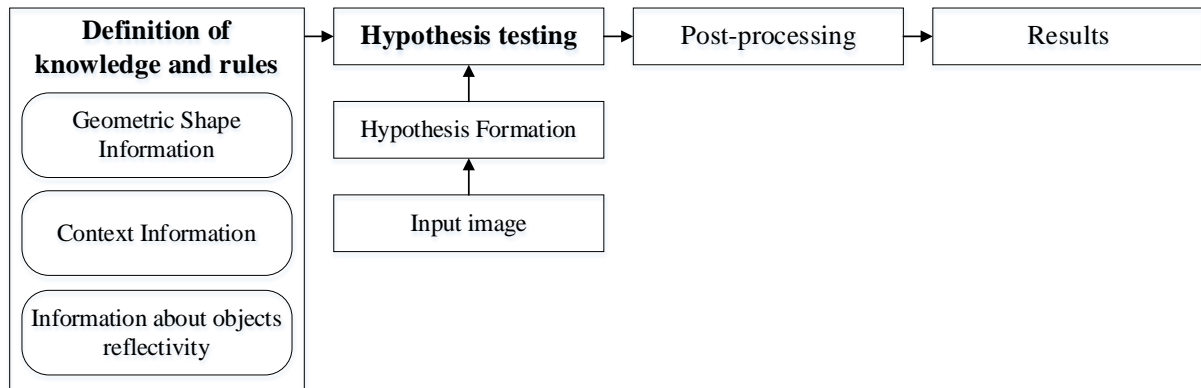 Definition of
knowledge and rules
Geometric Shape
Information
Context Information
Information about objects
reflectivity
Hypothesis testing
Hypothesis Formation
Input image
Post-processing
Results